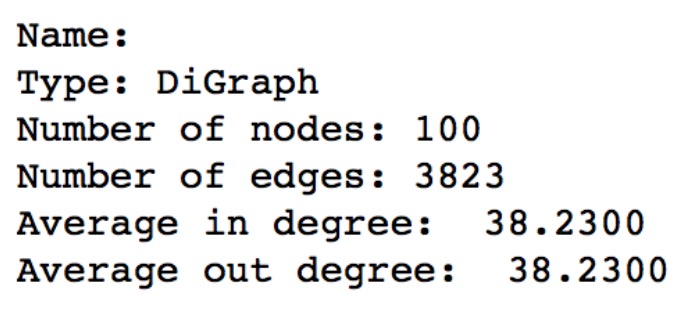 Name:
Type: DiGraph
Number of nodes: 100
Number of edges: 3823
Average in degree:  38.2300
Average out degree:  38.2300